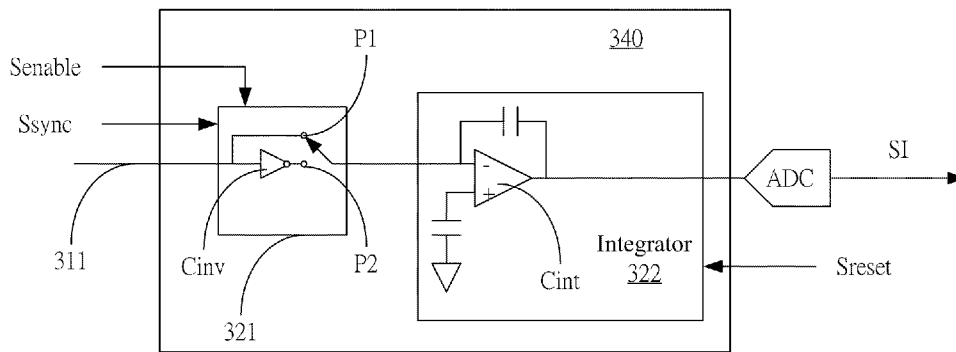 340
P1
Senable
Ssync
SI
ADC
-
+
311
Cinv
P2
Cint
Integrator
322
Sreset
321